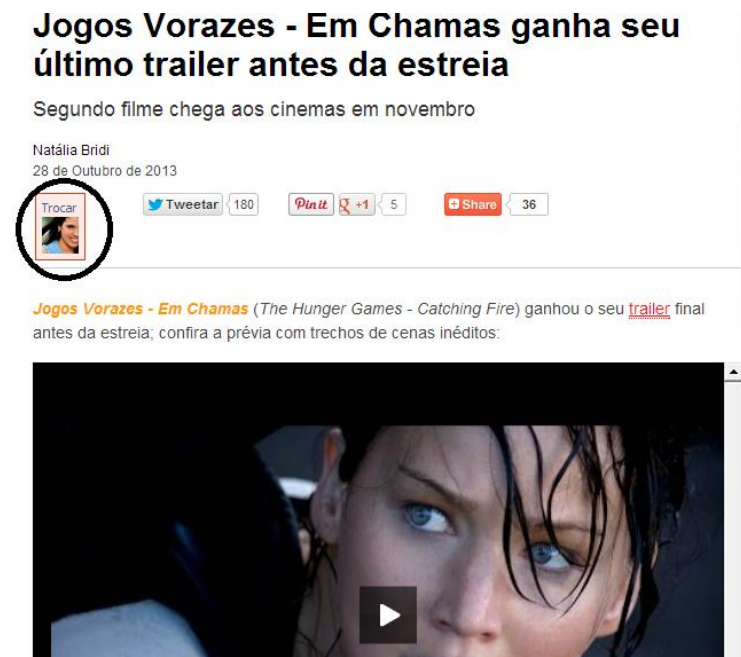 Jogos Vorazes - Em Chamas ganha seu
último trailer antes da estreia
Segundo filme chega aos cinemas em novembro
Natália Bridi
28 de Outubro de 2013
Trocar
Tweetar 180 Pin it g +1 5 Share 36
Jogos Vorazes - Em Chamas (The Hunger Games - Catching Fire) ganhou o seu trailer final
antes da estreia; confira a prévia com trechos de cenas inéditos: